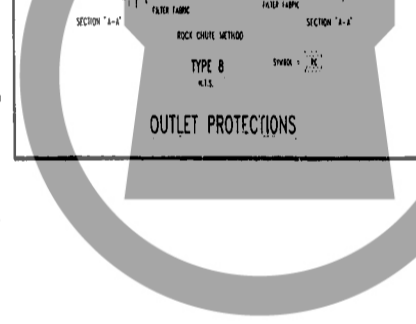 FILTER FABRIC FILTER FABRIC
SECTION "A-A" SECTION "A-A"
ROCK CHUTE METHOD
TYPE 8 SYMBOL = RC
N.T.S.
OUTLET PROTECTIONS